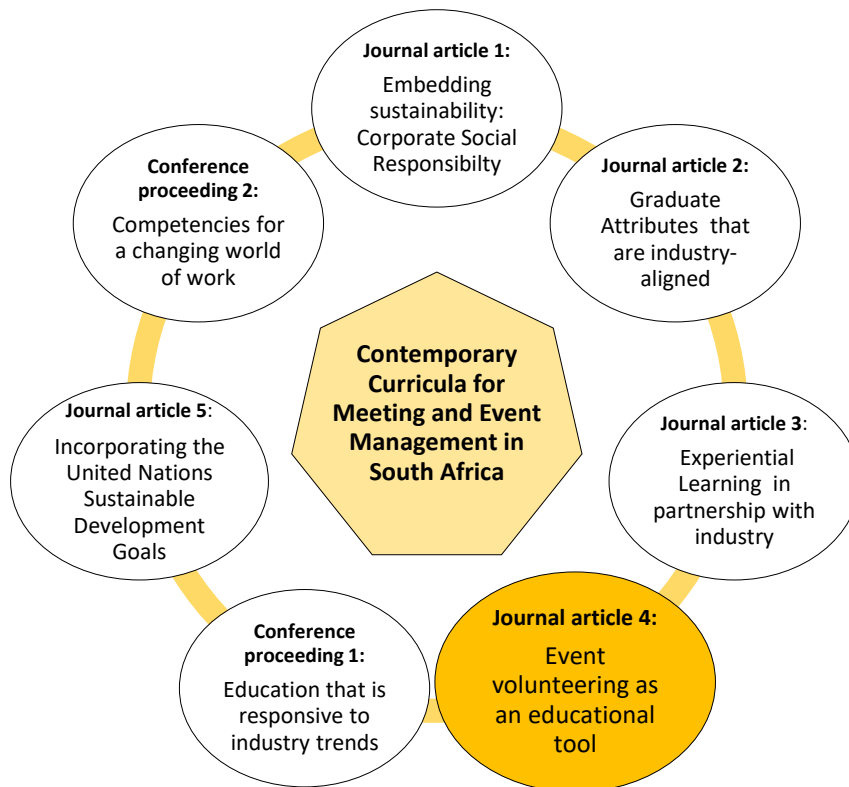 Journal article 1:
Embedding
sustainability:
Corporate Social
Responsibilty
Journal article 2:
Graduate
Attributes that
are industry-
aligned
Journal article 3:
Experiential
Learning in
partnership with
industry
Journal article 4:
Event
volunteering as
an educational
tool
Conference
proceeding 1:
Education that is
responsive to
industry trends
Journal article 5:
Incorporating the
United Nations
Sustainable
Development
Goals
Conference
proceeding 2:
Competencies for
a changing world
of work
Contemporary
Curricula for
Meeting and Event
Management in
South Africa